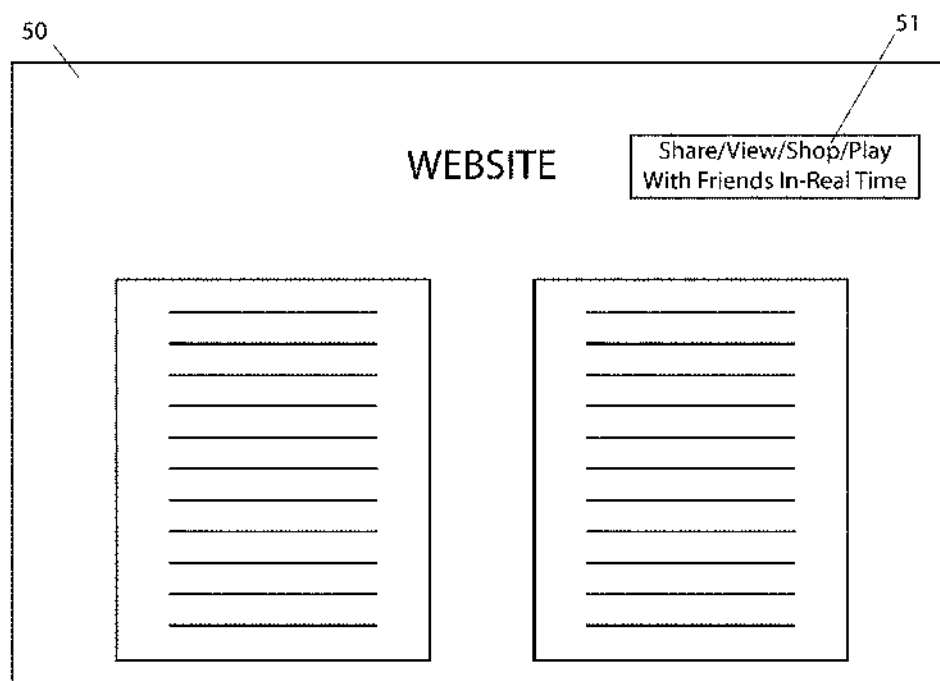 50
51
WEBSITE
Share/View/Shop/Play
With Friends In-Real Time